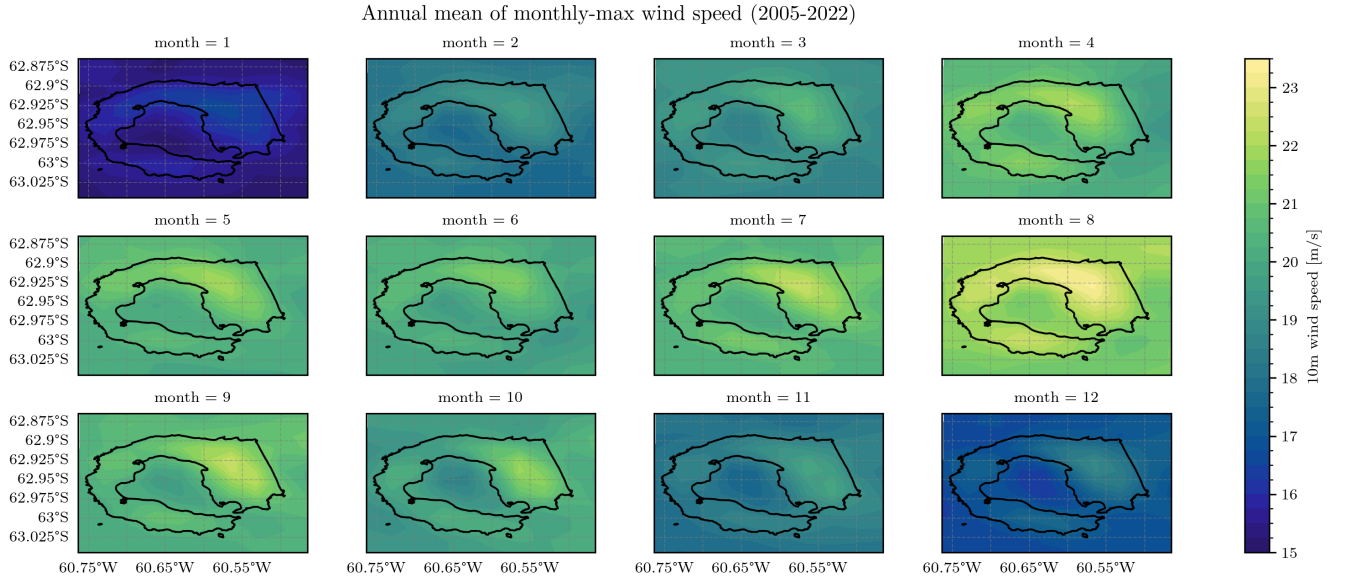 Annual mean of monthly-max wind speed (2005-2022)
month = 1
month = 2
month = 3
month = 4
62.875°S
62.9°S
62.925°S
62.95°S
62.975°S
63°S
63.025°S
month = 5
month = 6
month = 7
month = 8
62.875°S
62.9°S
62.925°S
62.95°S
62.975°S
63°S
63.025°S
month = 9
month = 10
month = 11
month = 12
62.875°S
62.9°S
62.925°S
62.95°S
62.975°S
63°S
63.025°S
60.75°W 60.65°W 60.55°W
60.75°W 60.65°W 60.55°W
60.75°W 60.65°W 60.55°W
60.75°W 60.65°W 60.55°W
23
22
21
20
19
18
17
16
15
10m wind speed [m/s]